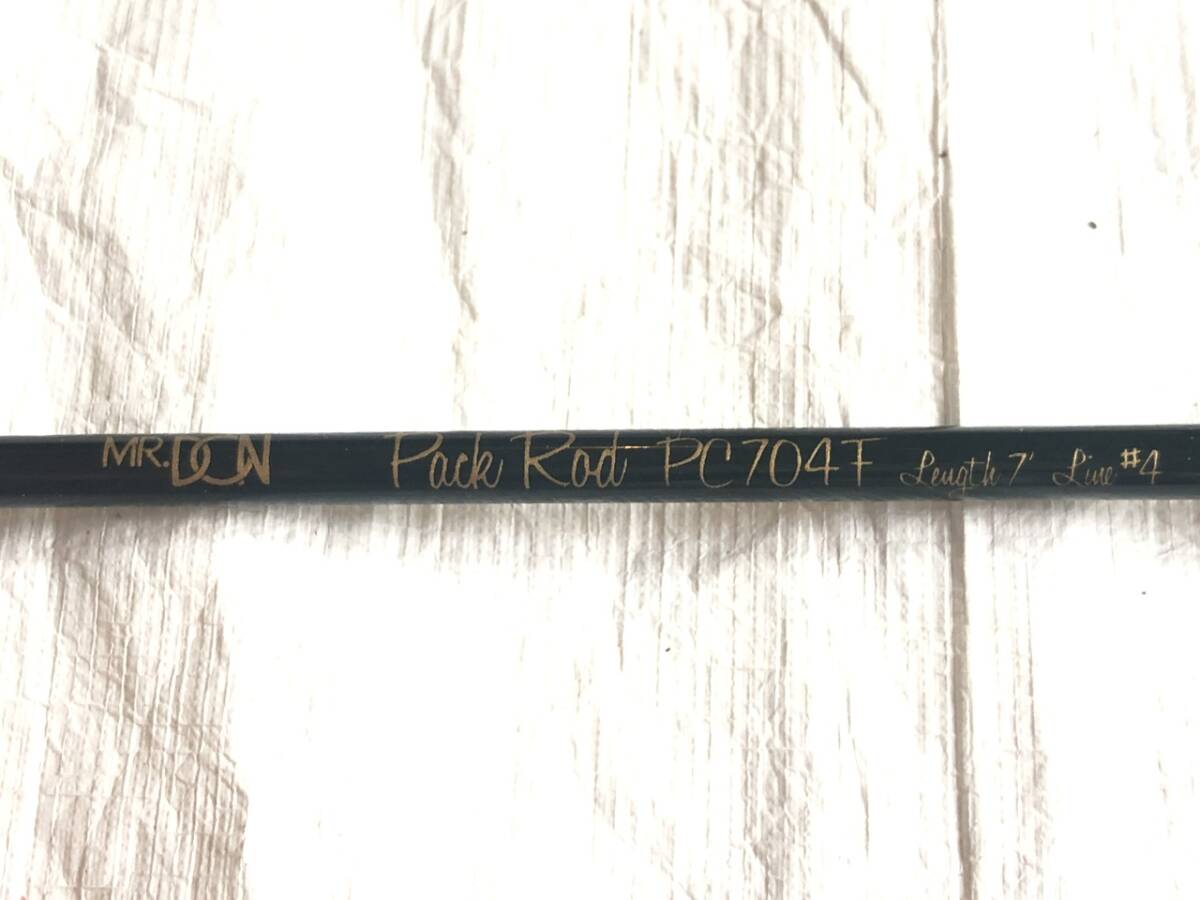 MR.DON Pack Rod PC704F Length 7' Line #4